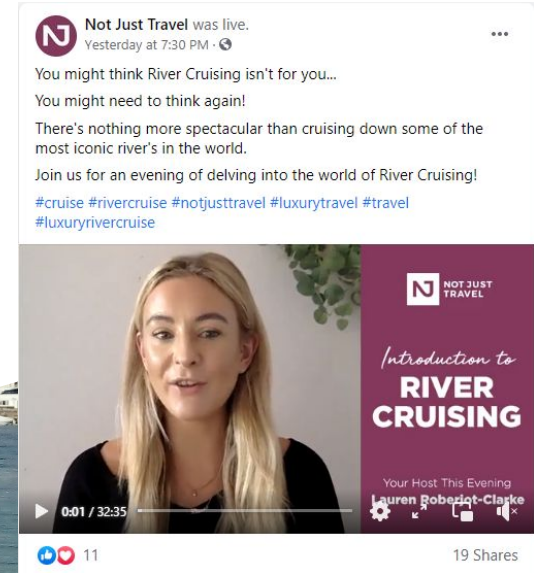 Not Just Travel was live.
Yesterday at 7:30 PM ·
You might think River Cruising isn't for you...
You might need to think again!
There's nothing more spectacular than cruising down some of the
most iconic river's in the world.
Join us for an evening of delving into the world of River Cruising!
#cruise #rivercruise #notjusttravel #luxurytravel #travel
#luxuryrivercruise
NJ NOT JUST
TRAVEL
Introduction to
RIVER
CRUISING
Your Host This Evening
Lauren Roberiot-Clarke
0:01 / 32:35
11
19 Shares